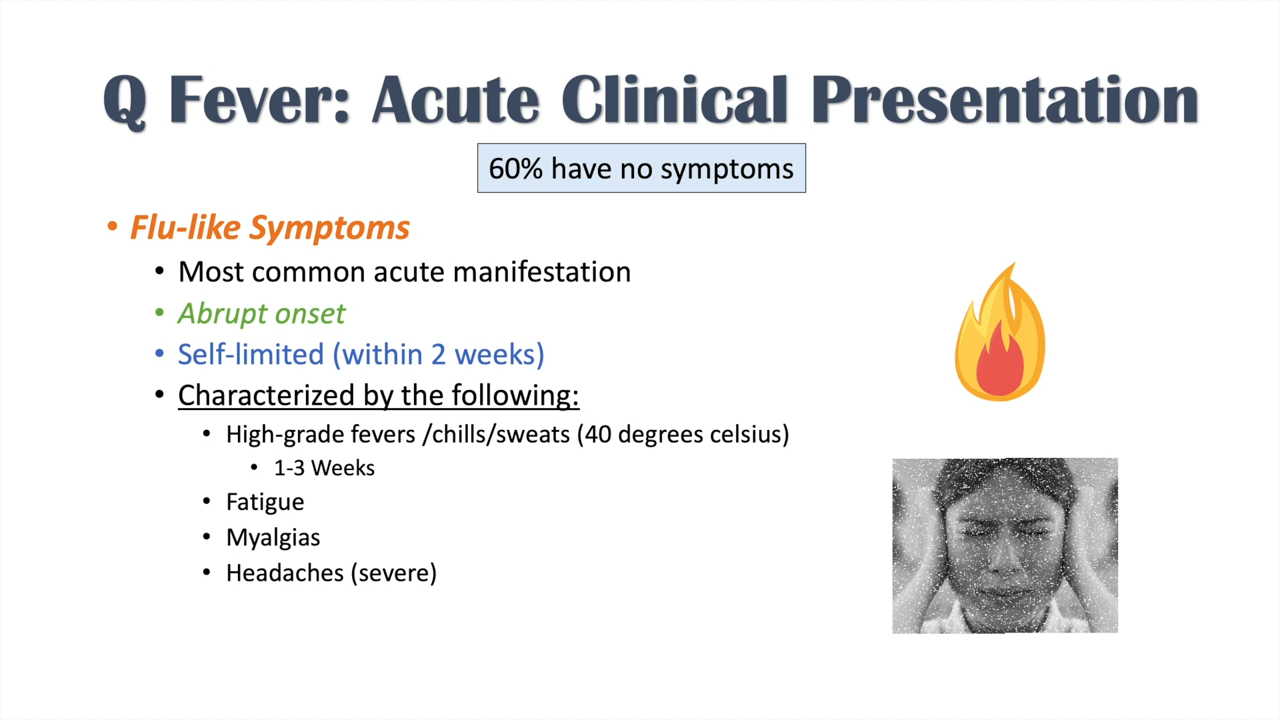 Q Fever: Acute Clinical Presentation
60% have no symptoms
• Flu-like Symptoms
• Most common acute manifestation
• Abrupt onset
• Self-limited (within 2 weeks)
• Characterized by the following:
• High-grade fevers /chills/sweats (40 degrees celsius)
• 1-3 Weeks
• Fatigue
• Myalgias
• Headaches (severe)